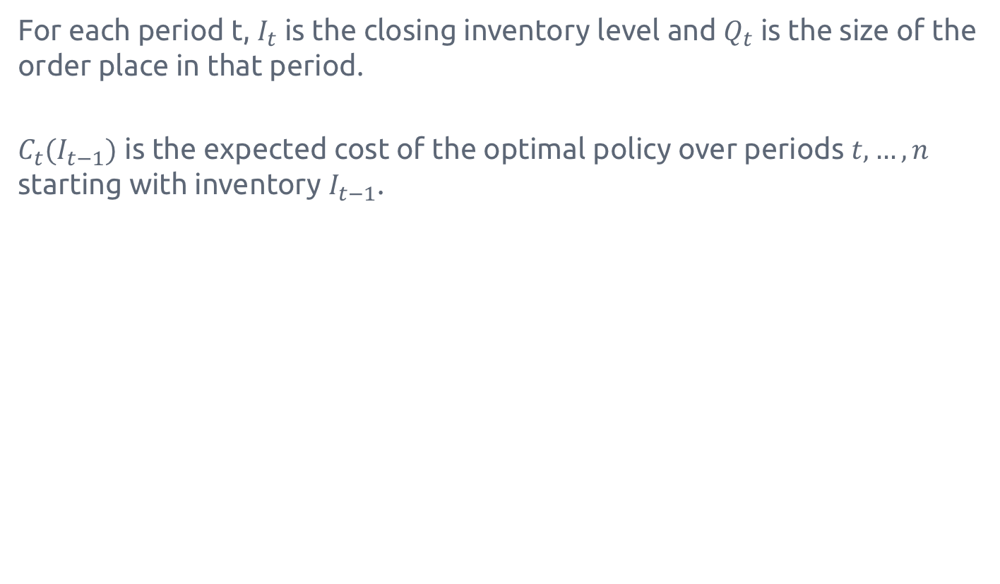 For each period t, I_t is the closing inventory level and Q_t is the size of the
order place in that period.
C_t(I_{t−1}) is the expected cost of the optimal policy over periods t, … , n
starting with inventory I_{t−1}.